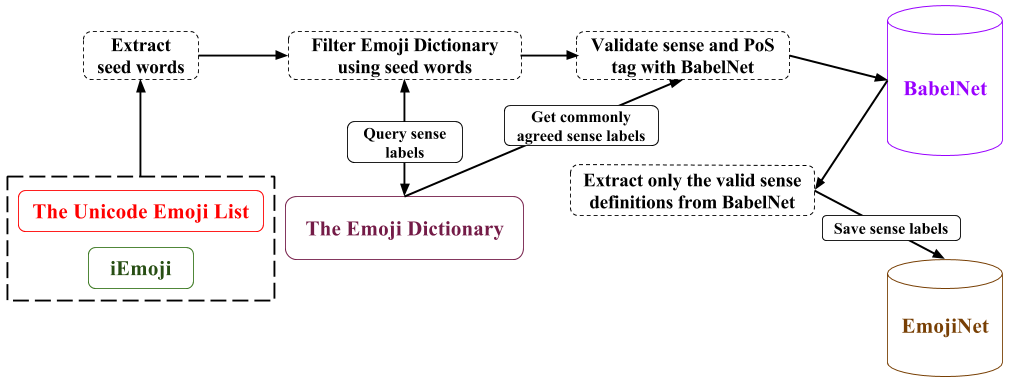 Extract
seed words
Filter Emoji Dictionary
using seed words
Validate sense and PoS
tag with BabelNet
BabelNet
Query sense
labels
Get commonly
agreed sense labels
Extract only the valid sense
definitions from BabelNet
The Unicode Emoji List
iEmoji
The Emoji Dictionary
Save sense labels
EmojiNet